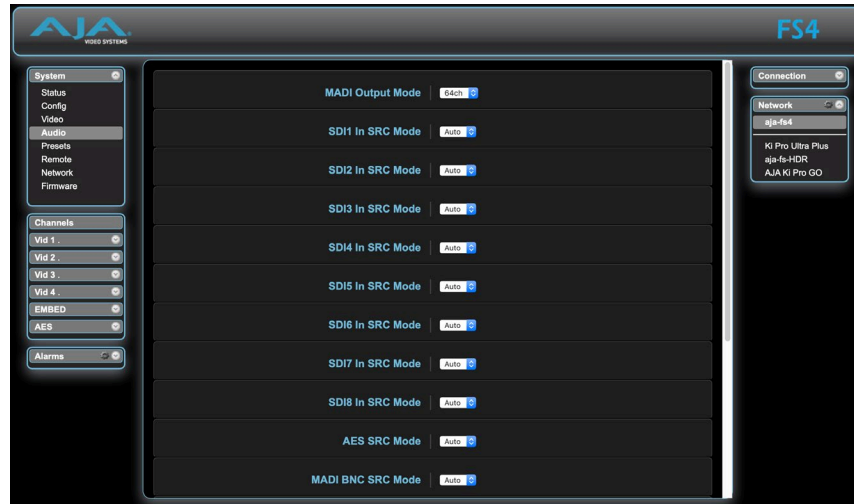 AJA
VIDEO SYSTEMS
FS4
System
Status
Config
Video
Audio
Presets
Remote
Network
Firmware
Channels
Vid 1 .
Vid 2 .
Vid 3 .
Vid 4 .
EMBED
AES
Alarms
MADI Output Mode 64ch
SDI1 In SRC Mode Auto
SDI2 In SRC Mode Auto
SDI3 In SRC Mode Auto
SDI4 In SRC Mode Auto
SDI5 In SRC Mode Auto
SDI6 In SRC Mode Auto
SDI7 In SRC Mode Auto
SDI8 In SRC Mode Auto
AES SRC Mode Auto
MADI BNC SRC Mode Auto
Connection
Network
aja-fs4
Ki Pro Ultra Plus
aja-fs-HDR
AJA Ki Pro GO